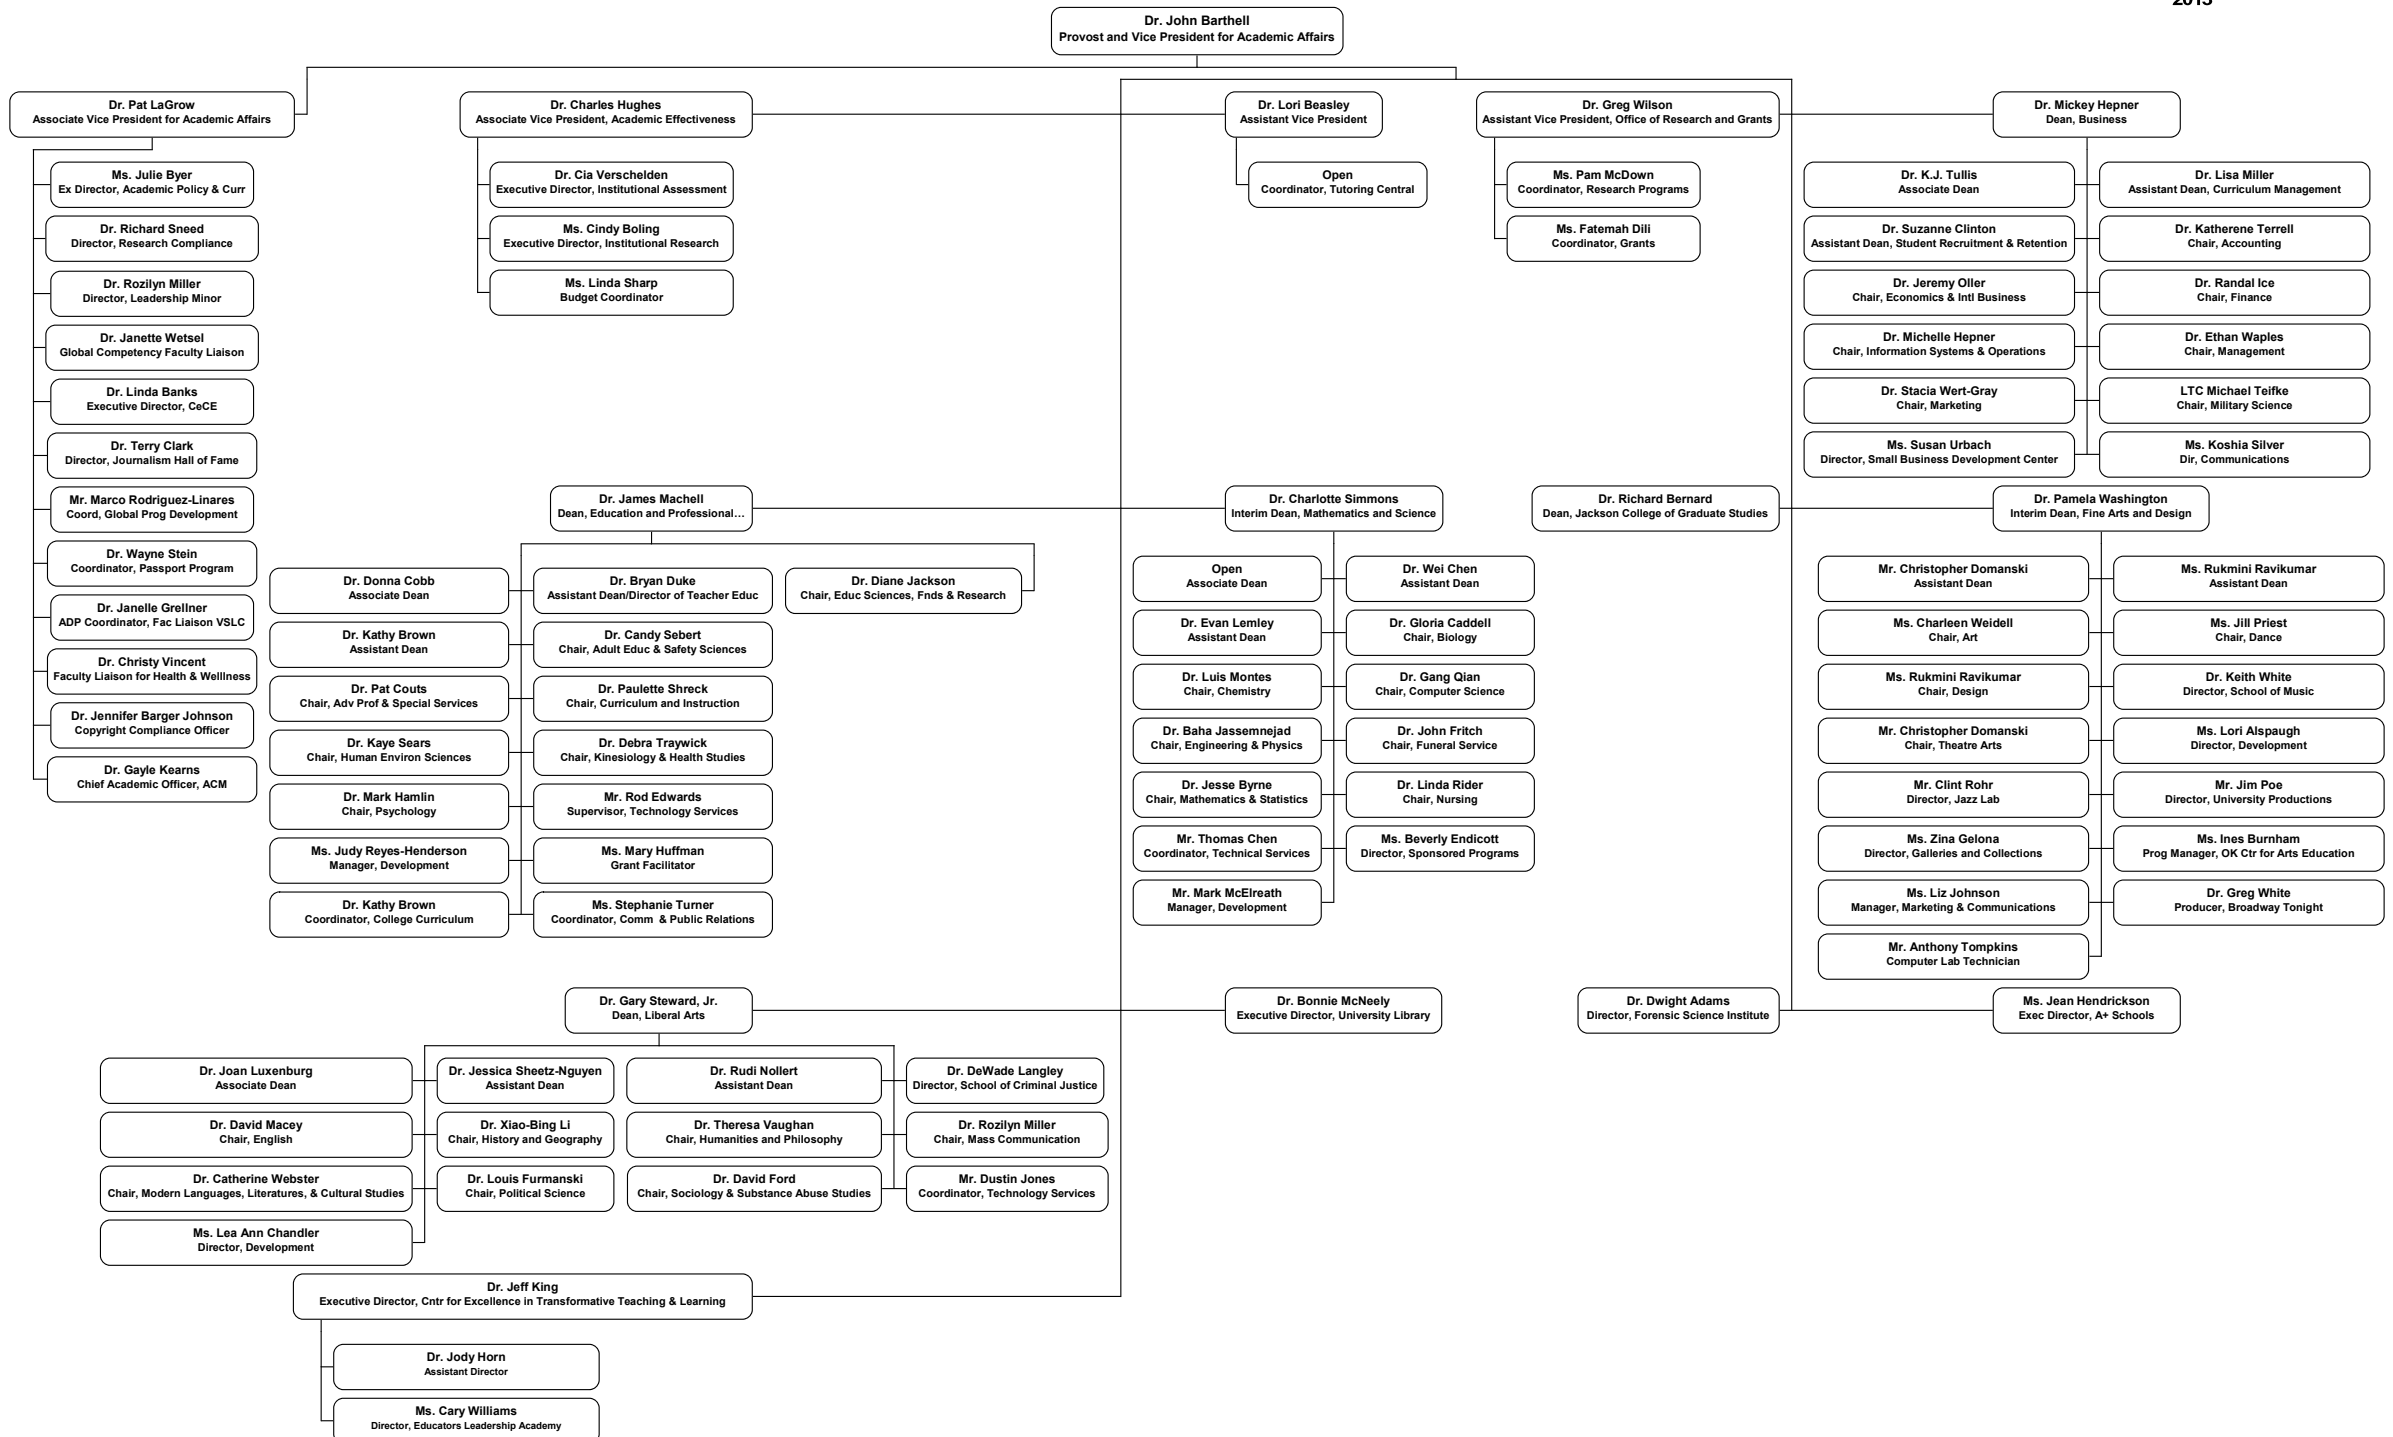 Dr. John Barthell
Provost and Vice President for Academic Affairs
Dr. Pat LaGrow
Associate Vice President for Academic Affairs
Ms. Julie Byer
Ex Director, Academic Policy & Curr
Dr. Richard Sneed
Director, Research Compliance
Dr. Rozilyn Miller
Director, Leadership Minor
Dr. Janette Wetsel
Global Competency Faculty Liaison
Dr. Linda Banks
Executive Director, CeCE
Dr. Terry Clark
Director, Journalism Hall of Fame
Mr. Marco Rodriguez-Linares
Coord, Global Prog Development
Dr. Wayne Stein
Coordinator, Passport Program
Dr. Janelle Grellner
ADP Coordinator, Fac Liaison VSLC
Dr. Christy Vincent
Faculty Liaison for Health & Welllness
Dr. Jennifer Barger Johnson
Copyright Compliance Officer
Dr. Gayle Kearns
Chief Academic Officer, ACM
Dr. Charles Hughes
Associate Vice President, Academic Effectiveness
Dr. Cia Verschelden
Executive Director, Institutional Assessment
Ms. Cindy Boling
Executive Director, Institutional Research
Ms. Linda Sharp
Budget Coordinator
Dr. Lori Beasley
Assistant Vice President
Open
Coordinator, Tutoring Central
Dr. Greg Wilson
Assistant Vice President, Office of Research and Grants
Ms. Pam McDown
Coordinator, Research Programs
Ms. Fatemah Dili
Coordinator, Grants
Dr. Mickey Hepner
Dean, Business
Dr. K.J. Tullis
Associate Dean
Dr. Lisa Miller
Assistant Dean, Curriculum Management
Dr. Suzanne Clinton
Assistant Dean, Student Recruitment & Retention
Dr. Katherene Terrell
Chair, Accounting
Dr. Jeremy Oller
Chair, Economics & Intl Business
Dr. Randal Ice
Chair, Finance
Dr. Michelle Hepner
Chair, Information Systems & Operations
Dr. Ethan Waples
Chair, Management
Dr. Stacia Wert-Gray
Chair, Marketing
LTC Michael Teifke
Chair, Military Science
Ms. Susan Urbach
Director, Small Business Development Center
Ms. Koshia Silver
Dir, Communications
Dr. James Machell
Dean, Education and Professional...
Dr. Donna Cobb
Associate Dean
Dr. Bryan Duke
Assistant Dean/Director of Teacher Educ
Dr. Diane Jackson
Chair, Educ Sciences, Fnds & Research
Dr. Kathy Brown
Assistant Dean
Dr. Candy Sebert
Chair, Adult Educ & Safety Sciences
Dr. Pat Couts
Chair, Adv Prof & Special Services
Dr. Paulette Shreck
Chair, Curriculum and Instruction
Dr. Kaye Sears
Chair, Human Environ Sciences
Dr. Debra Traywick
Chair, Kinesiology & Health Studies
Dr. Mark Hamlin
Chair, Psychology
Mr. Rod Edwards
Supervisor, Technology Services
Ms. Judy Reyes-Henderson
Manager, Development
Ms. Mary Huffman
Grant Facilitator
Dr. Kathy Brown
Coordinator, College Curriculum
Ms. Stephanie Turner
Coordinator, Comm & Public Relations
Dr. Charlotte Simmons
Interim Dean, Mathematics and Science
Open
Associate Dean
Dr. Wei Chen
Assistant Dean
Dr. Evan Lemley
Assistant Dean
Dr. Gloria Caddell
Chair, Biology
Dr. Luis Montes
Chair, Chemistry
Dr. Gang Qian
Chair, Computer Science
Dr. Baha Jassemnejad
Chair, Engineering & Physics
Dr. John Fritch
Chair, Funeral Service
Dr. Jesse Byrne
Chair, Mathematics & Statistics
Dr. Linda Rider
Chair, Nursing
Mr. Thomas Chen
Coordinator, Technical Services
Ms. Beverly Endicott
Director, Sponsored Programs
Mr. Mark McElreath
Manager, Development
Dr. Richard Bernard
Dean, Jackson College of Graduate Studies
Dr. Pamela Washington
Interim Dean, Fine Arts and Design
Mr. Christopher Domanski
Assistant Dean
Ms. Rukmini Ravikumar
Assistant Dean
Ms. Charleen Weidell
Chair, Art
Ms. Jill Priest
Chair, Dance
Ms. Rukmini Ravikumar
Chair, Design
Dr. Keith White
Director, School of Music
Mr. Christopher Domanski
Chair, Theatre Arts
Ms. Lori Alspaugh
Director, Development
Mr. Clint Rohr
Director, Jazz Lab
Mr. Jim Poe
Director, University Productions
Ms. Zina Gelona
Director, Galleries and Collections
Ms. Ines Burnham
Prog Manager, OK Ctr for Arts Education
Ms. Liz Johnson
Manager, Marketing & Communications
Dr. Greg White
Producer, Broadway Tonight
Mr. Anthony Tompkins
Computer Lab Technician
Dr. Gary Steward, Jr.
Dean, Liberal Arts
Dr. Bonnie McNeely
Executive Director, University Library
Dr. Dwight Adams
Director, Forensic Science Institute
Ms. Jean Hendrickson
Exec Director, A+ Schools
Dr. Joan Luxenburg
Associate Dean
Dr. Jessica Sheetz-Nguyen
Assistant Dean
Dr. Rudi Nollert
Assistant Dean
Dr. DeWade Langley
Director, School of Criminal Justice
Dr. David Macey
Chair, English
Dr. Xiao-Bing Li
Chair, History and Geography
Dr. Theresa Vaughan
Chair, Humanities and Philosophy
Dr. Rozilyn Miller
Chair, Mass Communication
Dr. Catherine Webster
Chair, Modern Languages, Literatures, & Cultural Studies
Dr. Louis Furmanski
Chair, Political Science
Dr. David Ford
Chair, Sociology & Substance Abuse Studies
Mr. Dustin Jones
Coordinator, Technology Services
Ms. Lea Ann Chandler
Director, Development
Dr. Jeff King
Executive Director, Cntr for Excellence in Transformative Teaching & Learning
Dr. Jody Horn
Assistant Director
Ms. Cary Williams
Director, Educators Leadership Academy